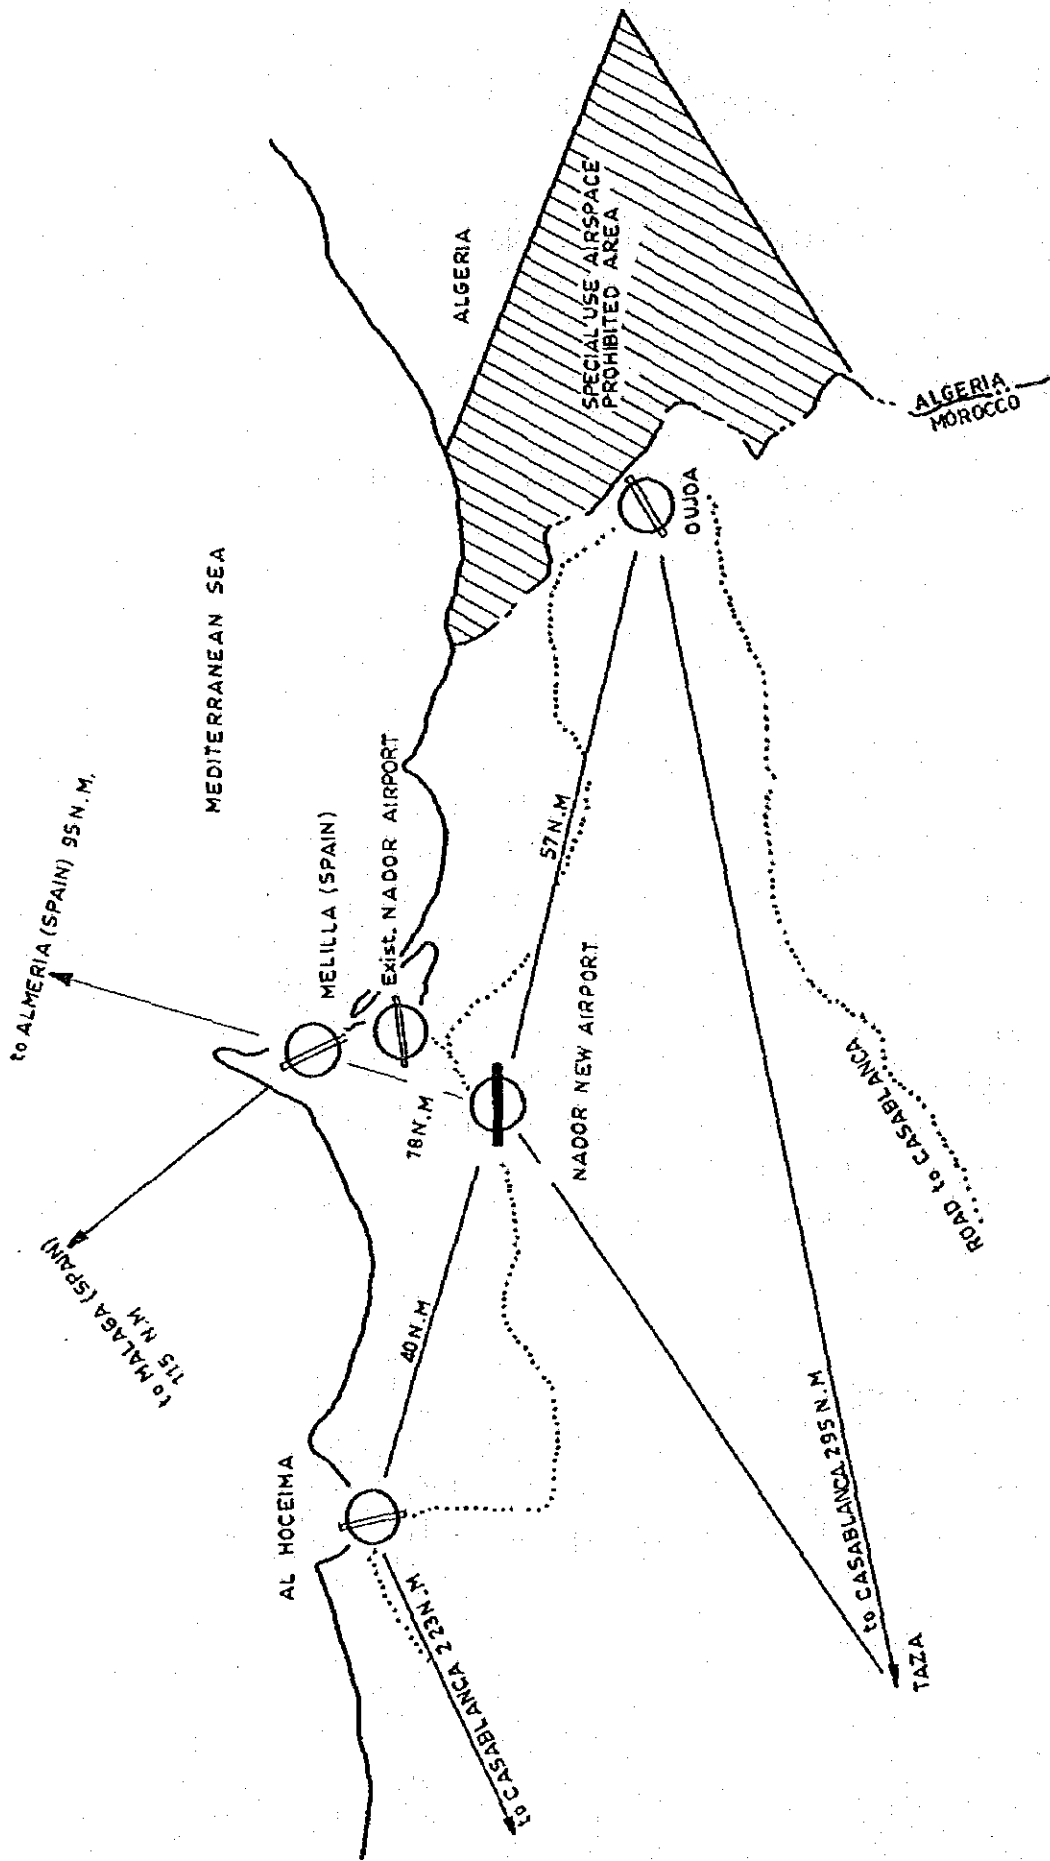 to ALMERIA (SPAIN) 95 N.M.
to MALAGA (SPAIN)
115 N.M
MEDITERRANEAN SEA
MELILLA (SPAIN)
Exist. NADOR AIRPORT
ALGERIA
SPECIAL USE AIRSPACE
PROHIBITED AREA
AL HOCEIMA
78 N.M
40 N.M
57 N.M
NADOR NEW AIRPORT
OUJDA
ALGERIA
MOROCCO
to CASABLANCA 223 N.M
to CASABLANCA 295 N.M
ROAD to CASABLANCA
TAZA